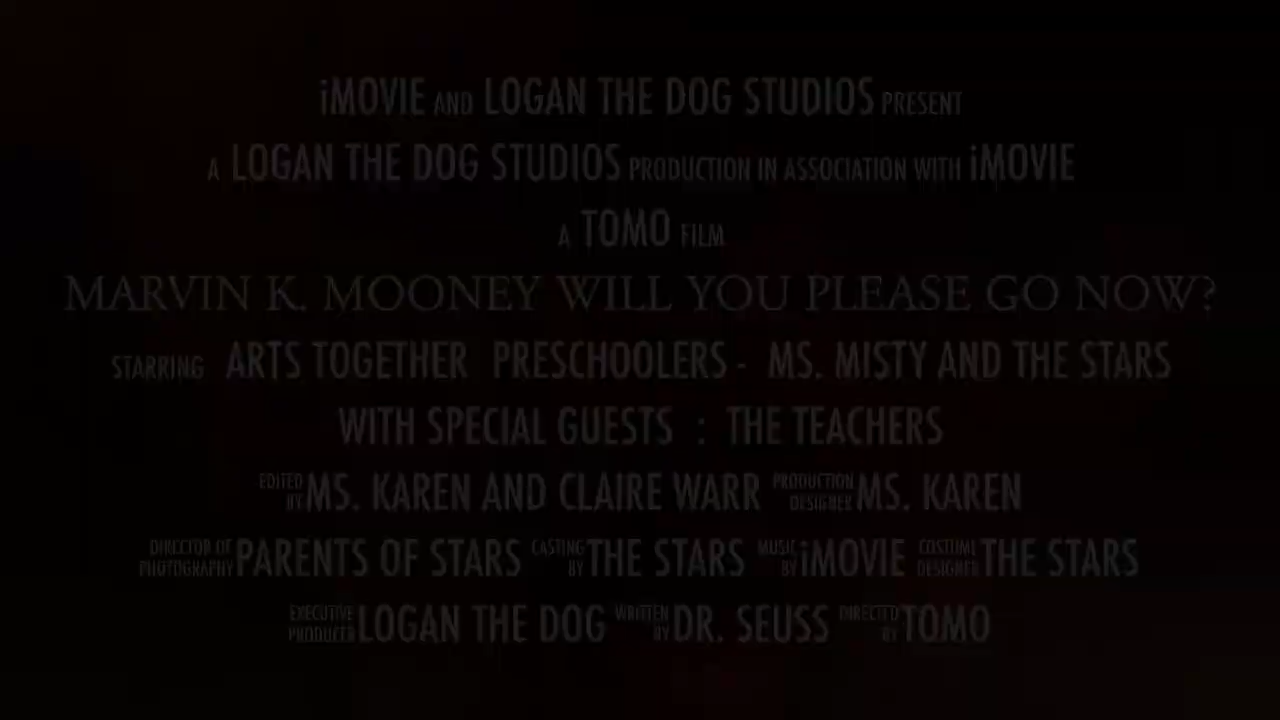 iMOVIE AND LOGAN THE DOG STUDIOS PRESENT
A LOGAN THE DOG STUDIOS PRODUCTION IN ASSOCIATION WITH iMOVIE
A TOMO FILM
MARVIN K. MOONEY WILL YOU PLEASE GO NOW?
STARRING ARTS TOGETHER PRESCHOOLERS - MS. MISTY AND THE STARS
WITH SPECIAL GUESTS : THE TEACHERS
EDITED BY MS. KAREN AND CLAIRE WARR PRODUCTION DESIGNER MS. KAREN
DIRECTOR OF PHOTOGRAPHY PARENTS OF STARS CASTING BY THE STARS MUSIC BY iMOVIE COSTUME DESIGNER THE STARS
EXECUTIVE PRODUCER LOGAN THE DOG WRITTEN BY DR. SEUSS DIRECTED BY TOMO